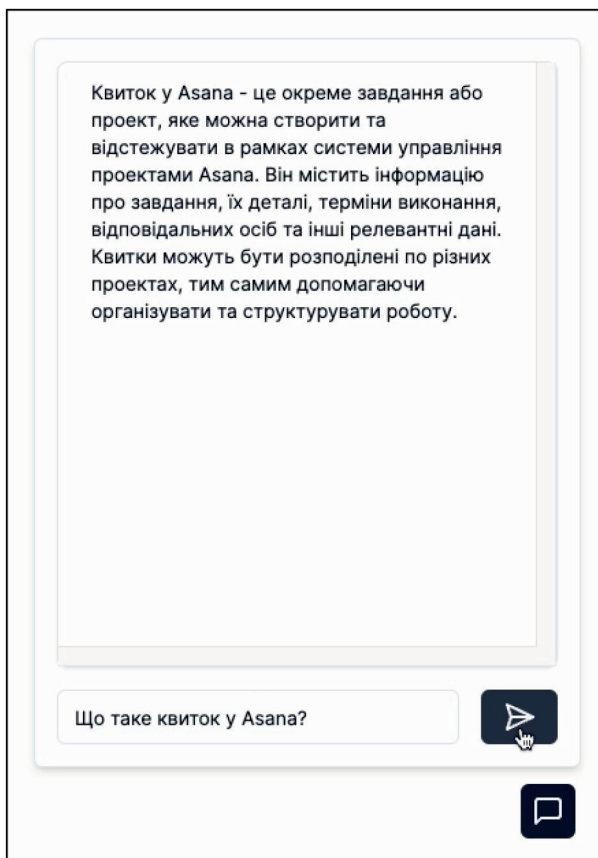 Квиток у Asana - це окреме завдання або
проект, яке можна створити та
відстежувати в рамках системи управління
проектами Asana. Він містить інформацію
про завдання, їх деталі, терміни виконання,
відповідальних осіб та інші релевантні дані.
Квитки можуть бути розподілені по різних
проектах, тим самим допомагаючи
організувати та структурувати роботу.
Що таке квиток у Asana?